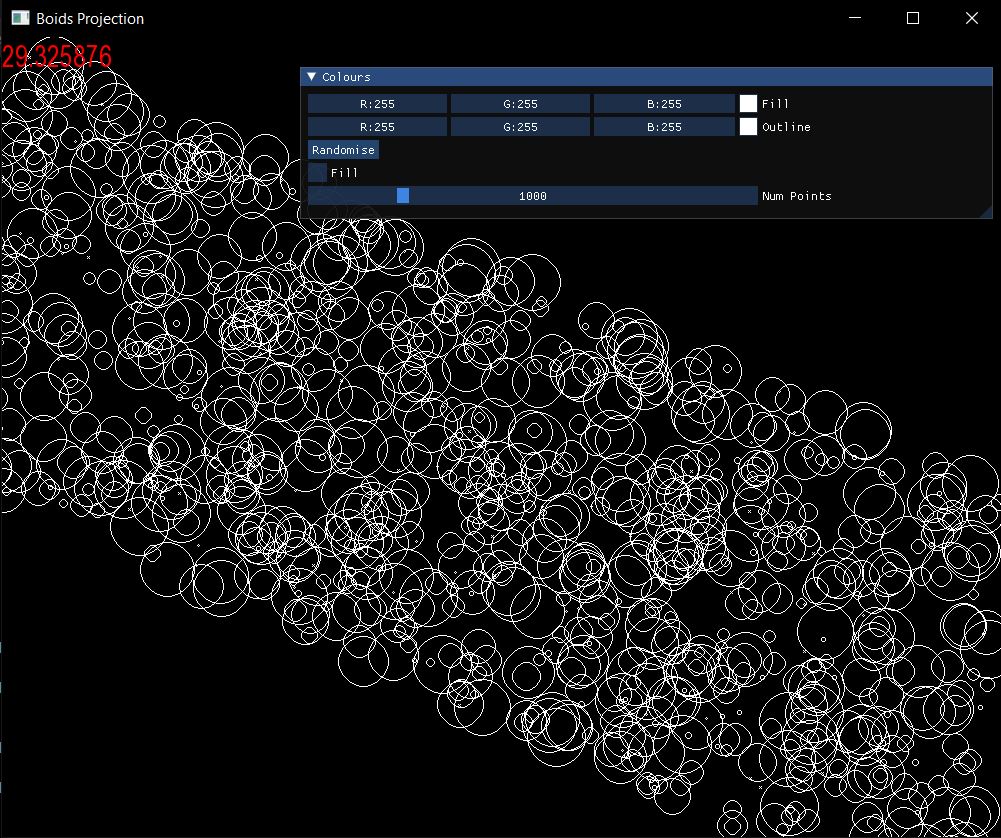 Boids Projection
29.325876
Colours
R:255 G:255 B:255 Fill
R:255 G:255 B:255 Outline
Randomise
Fill
1000 Num Points